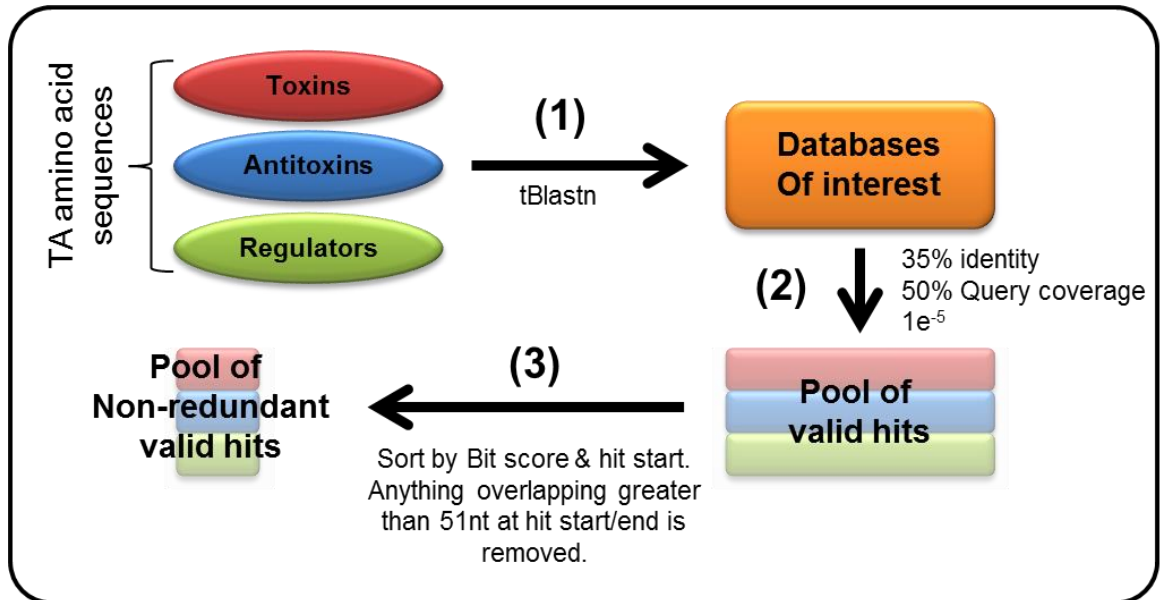 TA amino acid
sequences
Toxins
Antitoxins
Regulators
(1)
tBlastn
Databases
Of interest
(2)
35% identity
50% Query coverage
1e-5
Pool of
valid hits
(3)
Sort by Bit score & hit start.
Anything overlapping greater
than 51nt at hit start/end is
removed.
Pool of
Non-redundant
valid hits